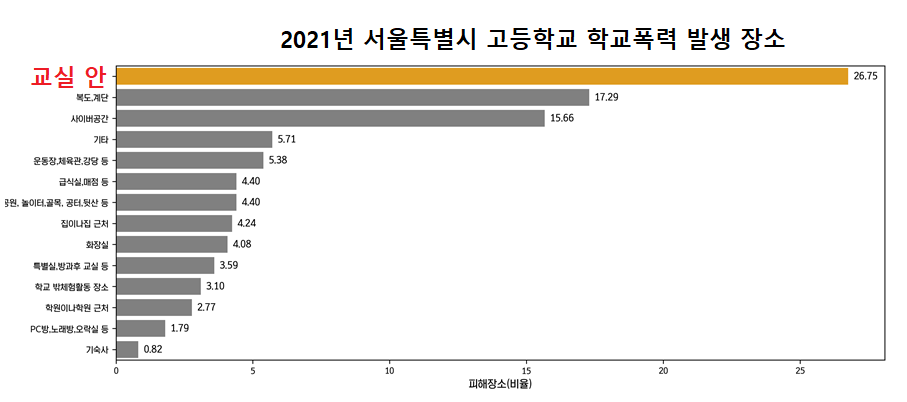 2021년 서울특별시 고등학교 학교폭력 발생 장소
교실 안 26.75
복도,계단 17.29
사이버공간 15.66
기타 5.71
운동장,체육관,강당 등 5.38
급식실,매점 등 4.40
공원, 놀이터,골목, 공터,뒷산 등 4.40
집이나집 근처 4.24
화장실 4.08
특별실,방과후 교실 등 3.59
학교 밖체험활동 장소 3.10
학원이나학원 근처 2.77
PC방,노래방,오락실 등 1.79
기숙사 0.82
0 5 10 15 20 25
피해장소(비율)